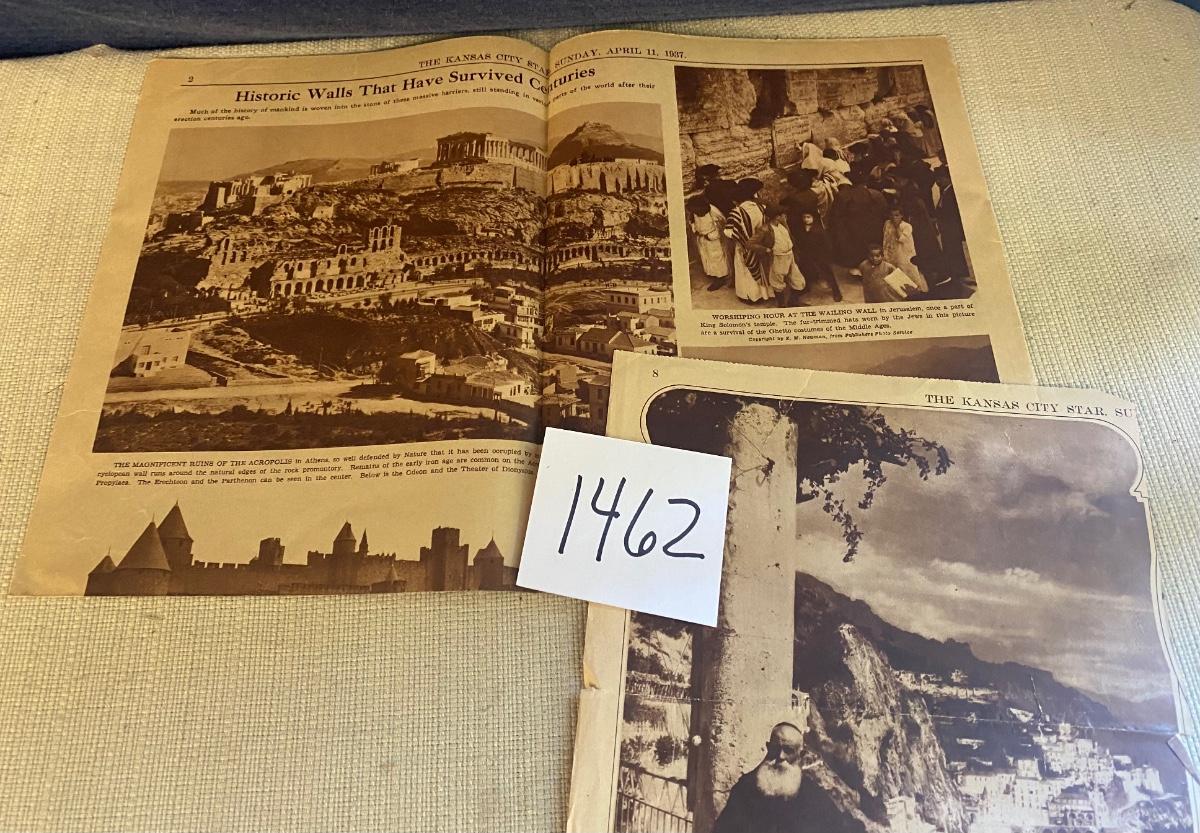 2
THE KANSAS CITY STAR, SUNDAY, APRIL 11, 1937.
Historic Walls That Have Survived Centuries
Much of the history of mankind is woven into the stone of these massive barriers, still standing in various parts of the world after their
erection centuries ago.
WORSHIPING HOUR AT THE WAILING WALL in Jerusalem, once a part of
King Solomon's temple. The fur-trimmed hats worn by the Jews in this picture
are a survival of the Ghetto costumes of the Middle Ages.
Copyright by E. M. Newman, from Publishers Photo Service
THE MAGNIFICENT RUINS OF THE ACROPOLIS in Athens, so well defended by Nature that it has been occupied by
cyclopean wall runs around the natural edges of the rock promontory. Remains of the early iron age are common on the
Propylaea. The Erecthteon and the Parthenon can be seen in the center. Below is the Odeon and the Theater of Dionysos
8
THE KANSAS CITY STAR, SU
1462